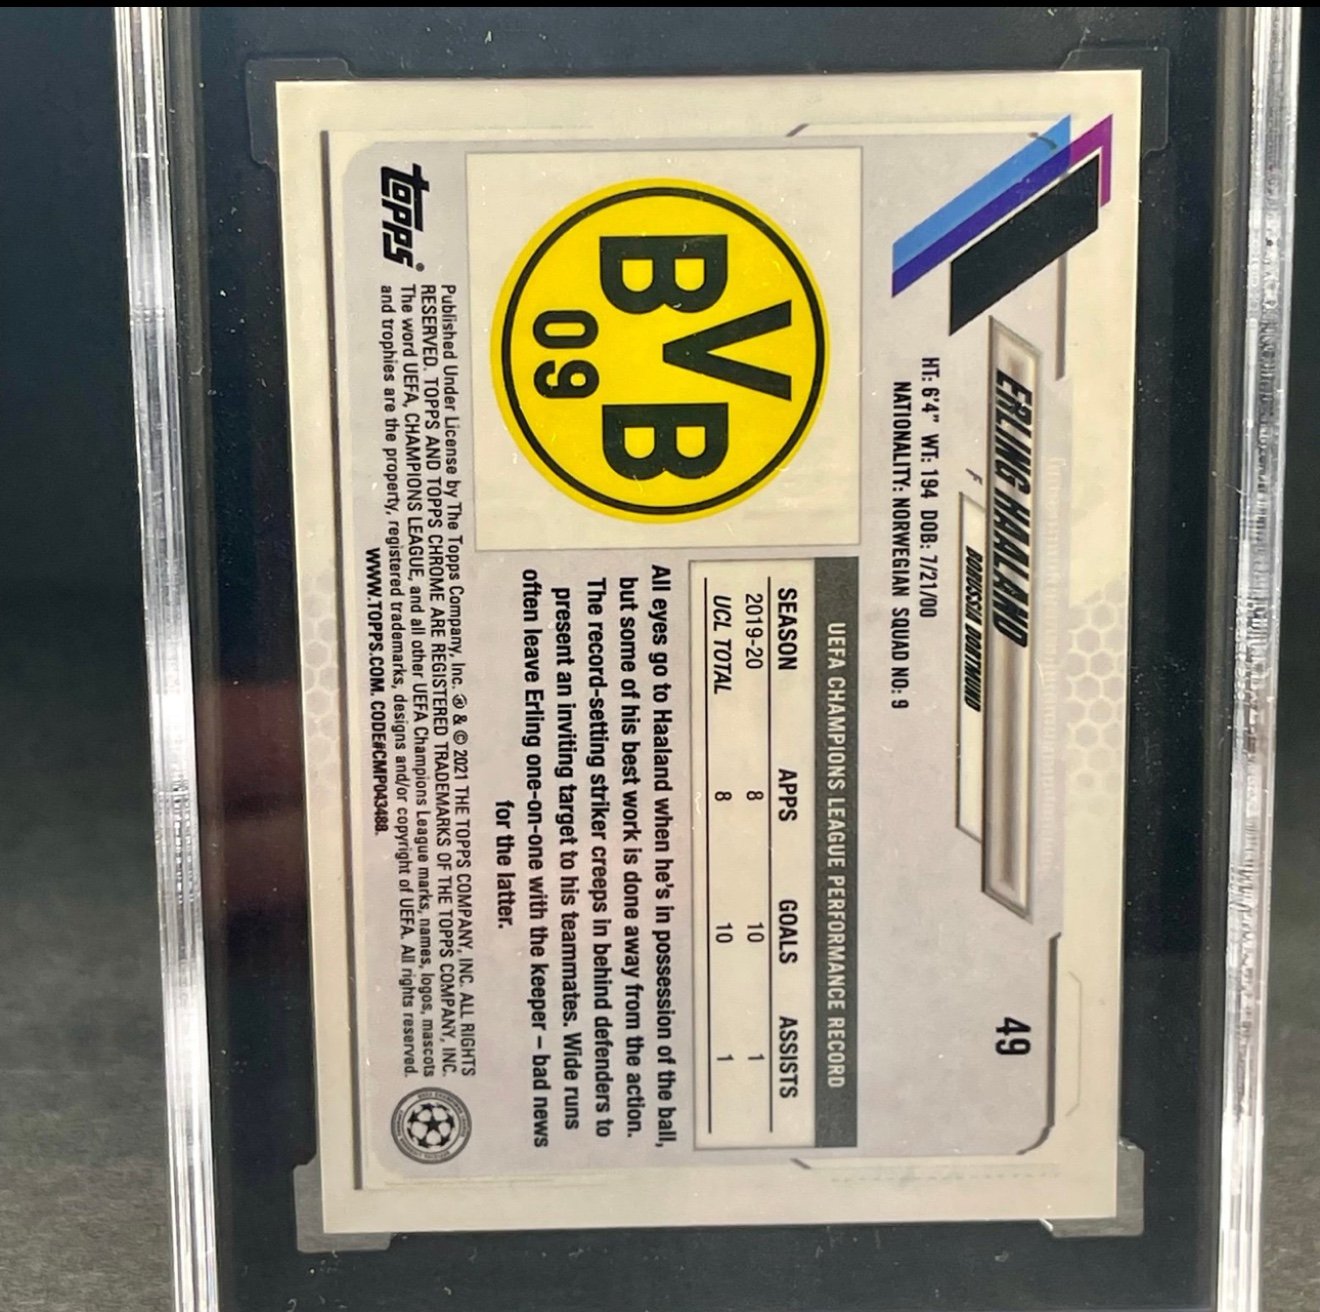 49
ERLING HAALAND
F
BORUSSIA DORTMUND
HT: 6'4" WT: 194 DOB: 7/21/00
NATIONALITY: NORWEGIAN SQUAD NO: 9
BVB
09
UEFA CHAMPIONS LEAGUE PERFORMANCE RECORD
SEASON APPS GOALS ASSISTS
2019-20 8 10 1
UCL TOTAL 8 10 1
All eyes go to Haaland when he's in possession of the ball,
but some of his best work is done away from the action.
The record-setting striker creeps in behind defenders to
present an inviting target to his teammates. Wide runs
often leave Erling one-on-one with the keeper – bad news
for the latter.
Topps®
Published Under License by The Topps Company, Inc. ® & © 2021 THE TOPPS COMPANY, INC. ALL RIGHTS
RESERVED. TOPPS AND TOPPS CHROME ARE REGISTERED TRADEMARKS OF THE TOPPS COMPANY, INC.
The word UEFA, CHAMPIONS LEAGUE, and all other UEFA Champions League marks, names, logos, mascots
and trophies are the property, registered trademarks, designs and/or copyright of UEFA. All rights reserved.
WWW.TOPPS.COM. CODE#CMP043488.